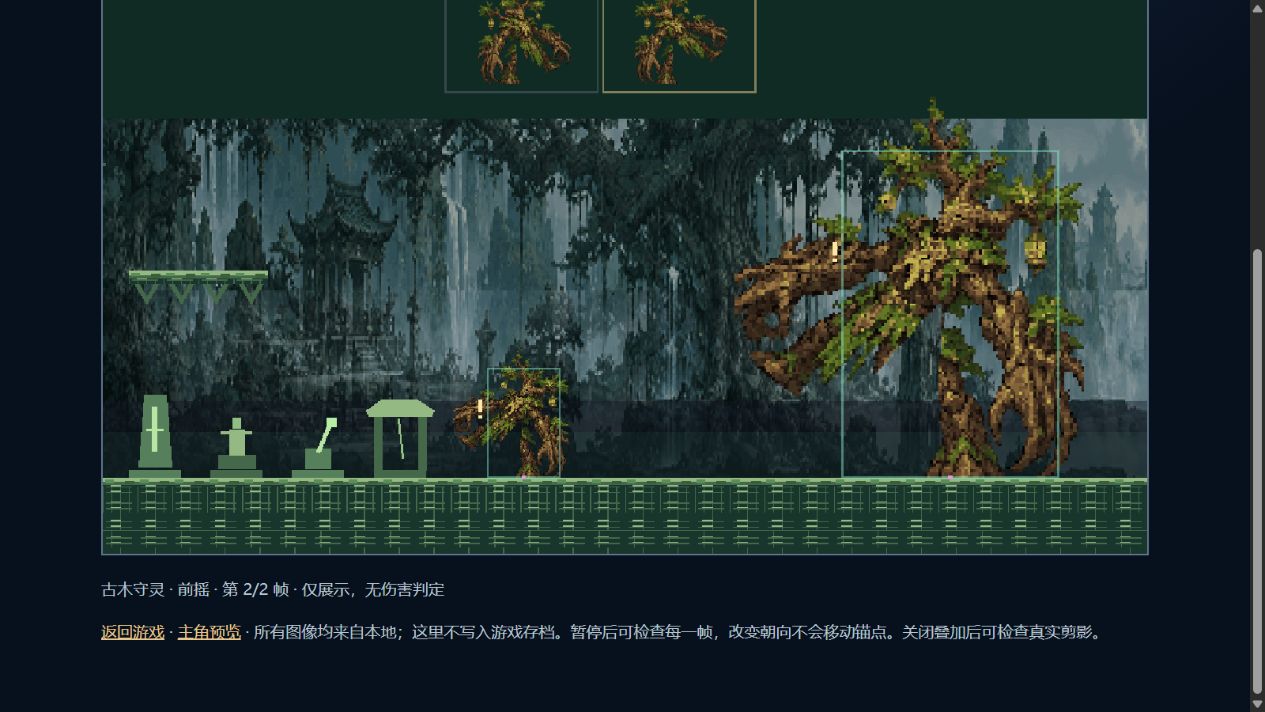 古木守灵 · 前摇 · 第 2/2 帧 · 仅展示，无伤害判定
返回游戏 · 主角预览 · 所有图像均来自本地；这里不写入游戏存档。暂停后可检查每一帧，改变朝向不会移动锚点。关闭叠加后可检查真实剪影。